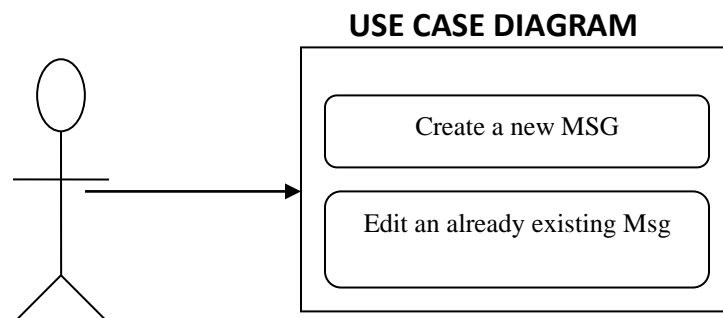 USE CASE DIAGRAM
Create a new MSG
Edit an already existing Msg